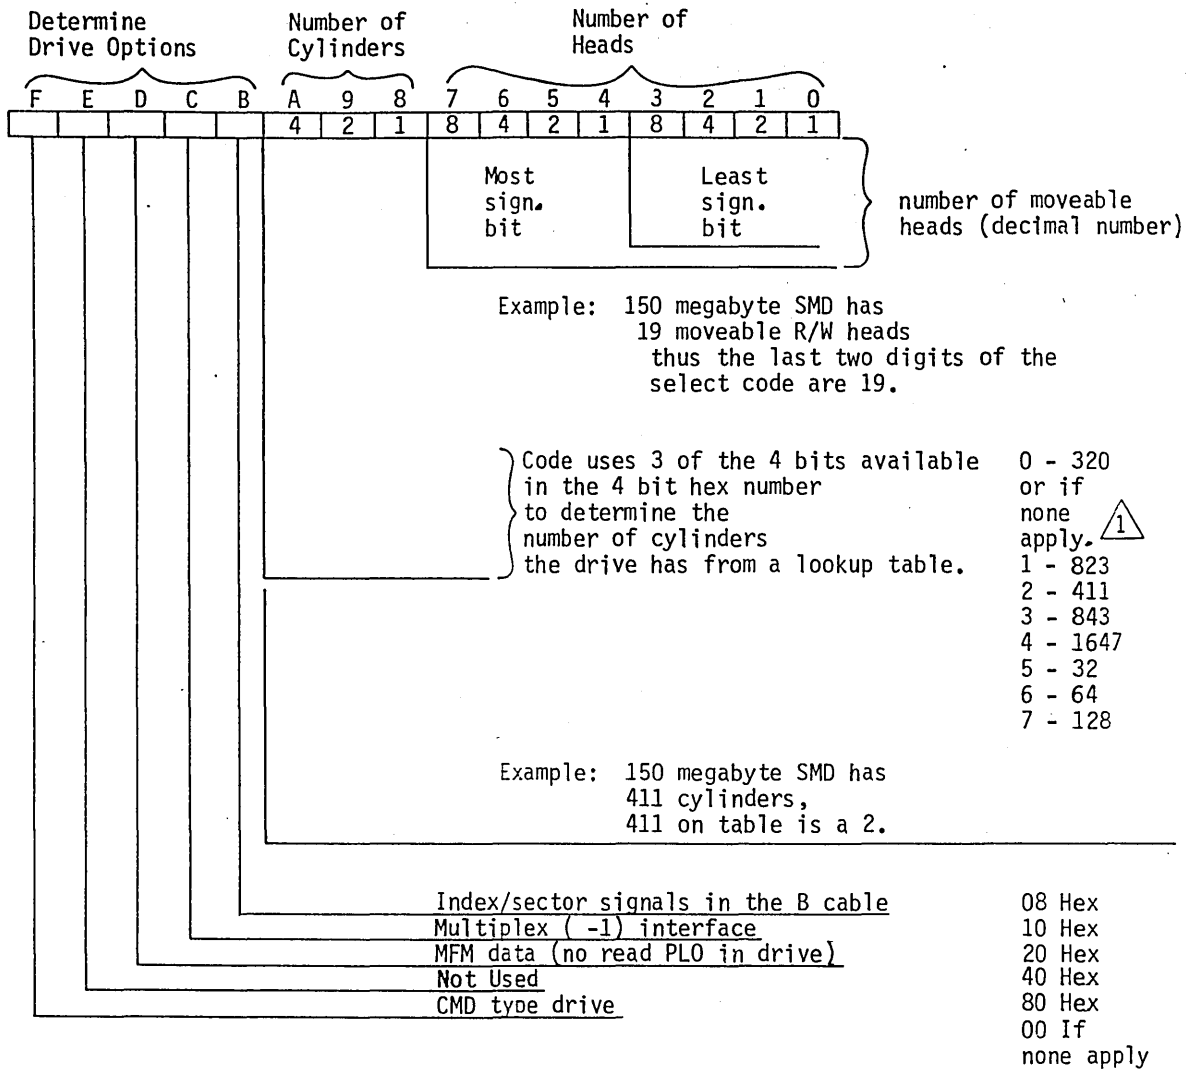 Determine
Drive Options
Number of
Cylinders
Number of
Heads
F E D C B A 9 8 7 6 5 4 3 2 1 0
4 2 1 8 4 2 1 8 4 2 1
Most
sign.
bit
Least
sign.
bit
number of moveable
heads (decimal number)
Example: 150 megabyte SMD has
19 moveable R/W heads
thus the last two digits of the
select code are 19.
Code uses 3 of the 4 bits available
in the 4 bit hex number
to determine the
number of cylinders
the drive has from a lookup table.
0 - 320
or if
none
apply. 1
1 - 823
2 - 411
3 - 843
4 - 1647
5 - 32
6 - 64
7 - 128
Example: 150 megabyte SMD has
411 cylinders,
411 on table is a 2.
Index/sector signals in the B cable 08 Hex
Multiplex ( -1) interface 10 Hex
MFM data (no read PLO in drive) 20 Hex
Not Used 40 Hex
CMD type drive 80 Hex
00 If
none apply